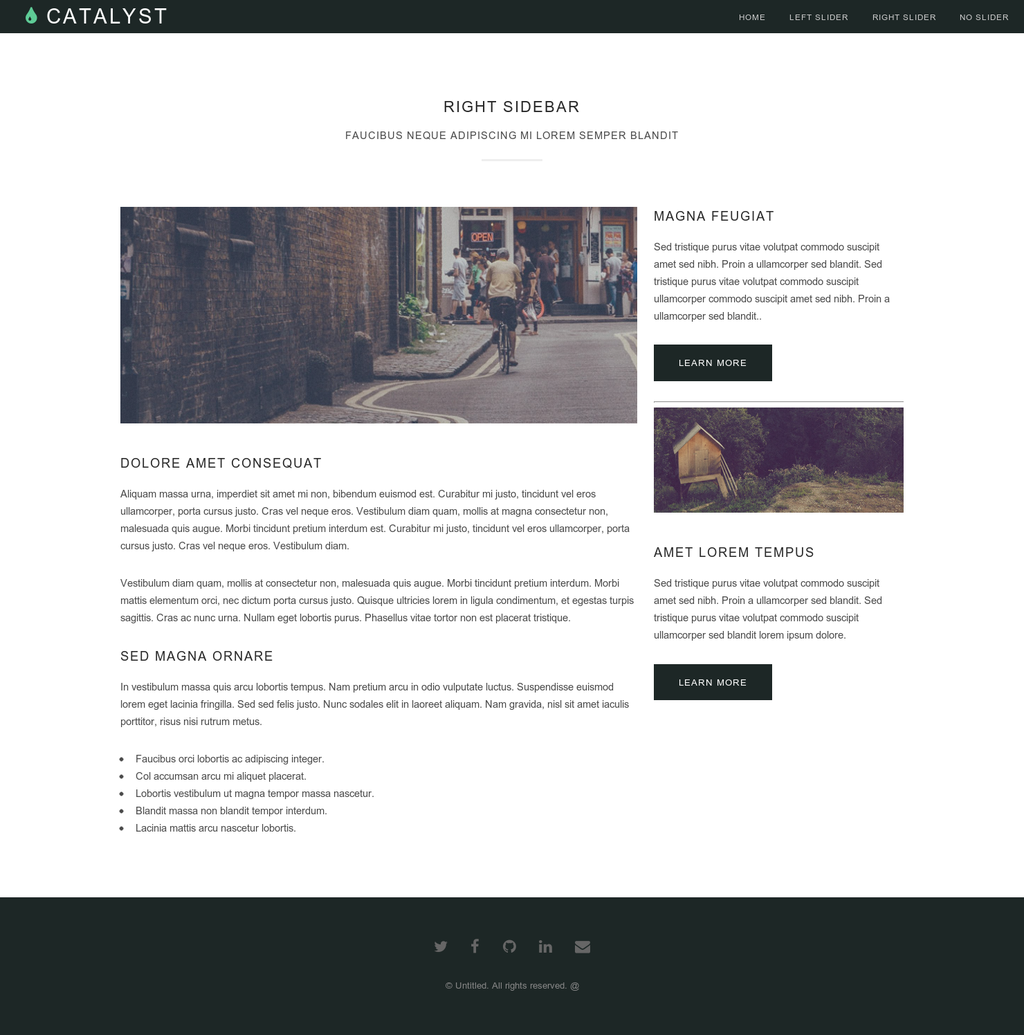 CATALYST
HOME LEFT SLIDER RIGHT SLIDER NO SLIDER
RIGHT SIDEBAR
FAUCIBUS NEQUE ADIPISCING MI LOREM SEMPER BLANDIT
OPEN
DOLORE AMET CONSEQUAT
Aliquam massa urna, imperdiet sit amet mi non, bibendum euismod est. Curabitur mi justo, tincidunt vel eros
ullamcorper, porta cursus justo. Cras vel neque eros. Vestibulum diam quam, mollis at magna consectetur non,
malesuada quis augue. Morbi tincidunt pretium interdum est. Curabitur mi justo, tincidunt vel eros ullamcorper, porta
cursus justo. Cras vel neque eros. Vestibulum diam.
Vestibulum diam quam, mollis at consectetur non, malesuada quis augue. Morbi tincidunt pretium interdum. Morbi
mattis elementum orci, nec dictum porta cursus justo. Quisque ultricies lorem in ligula condimentum, et egestas turpis
sagittis. Cras ac nunc urna. Nullam eget lobortis purus. Phasellus vitae tortor non est placerat tristique.
SED MAGNA ORNARE
In vestibulum massa quis arcu lobortis tempus. Nam pretium arcu in odio vulputate luctus. Suspendisse euismod
lorem eget lacinia fringilla. Sed sed felis justo. Nunc sodales elit in laoreet aliquam. Nam gravida, nisl sit amet iaculis
porttitor, risus nisi rutrum metus.
• Faucibus orci lobortis ac adipiscing integer.
• Col accumsan arcu mi aliquet placerat.
• Lobortis vestibulum ut magna tempor massa nascetur.
• Blandit massa non blandit tempor interdum.
• Lacinia mattis arcu nascetur lobortis.
MAGNA FEUGIAT
Sed tristique purus vitae volutpat commodo suscipit
amet sed nibh. Proin a ullamcorper sed blandit. Sed
tristique purus vitae volutpat commodo suscipit
ullamcorper commodo suscipit amet sed nibh. Proin a
ullamcorper sed blandit..
LEARN MORE
AMET LOREM TEMPUS
Sed tristique purus vitae volutpat commodo suscipit
amet sed nibh. Proin a ullamcorper sed blandit. Sed
tristique purus vitae volutpat commodo suscipit
ullamcorper sed blandit lorem ipsum dolore.
LEARN MORE
© Untitled. All rights reserved. @